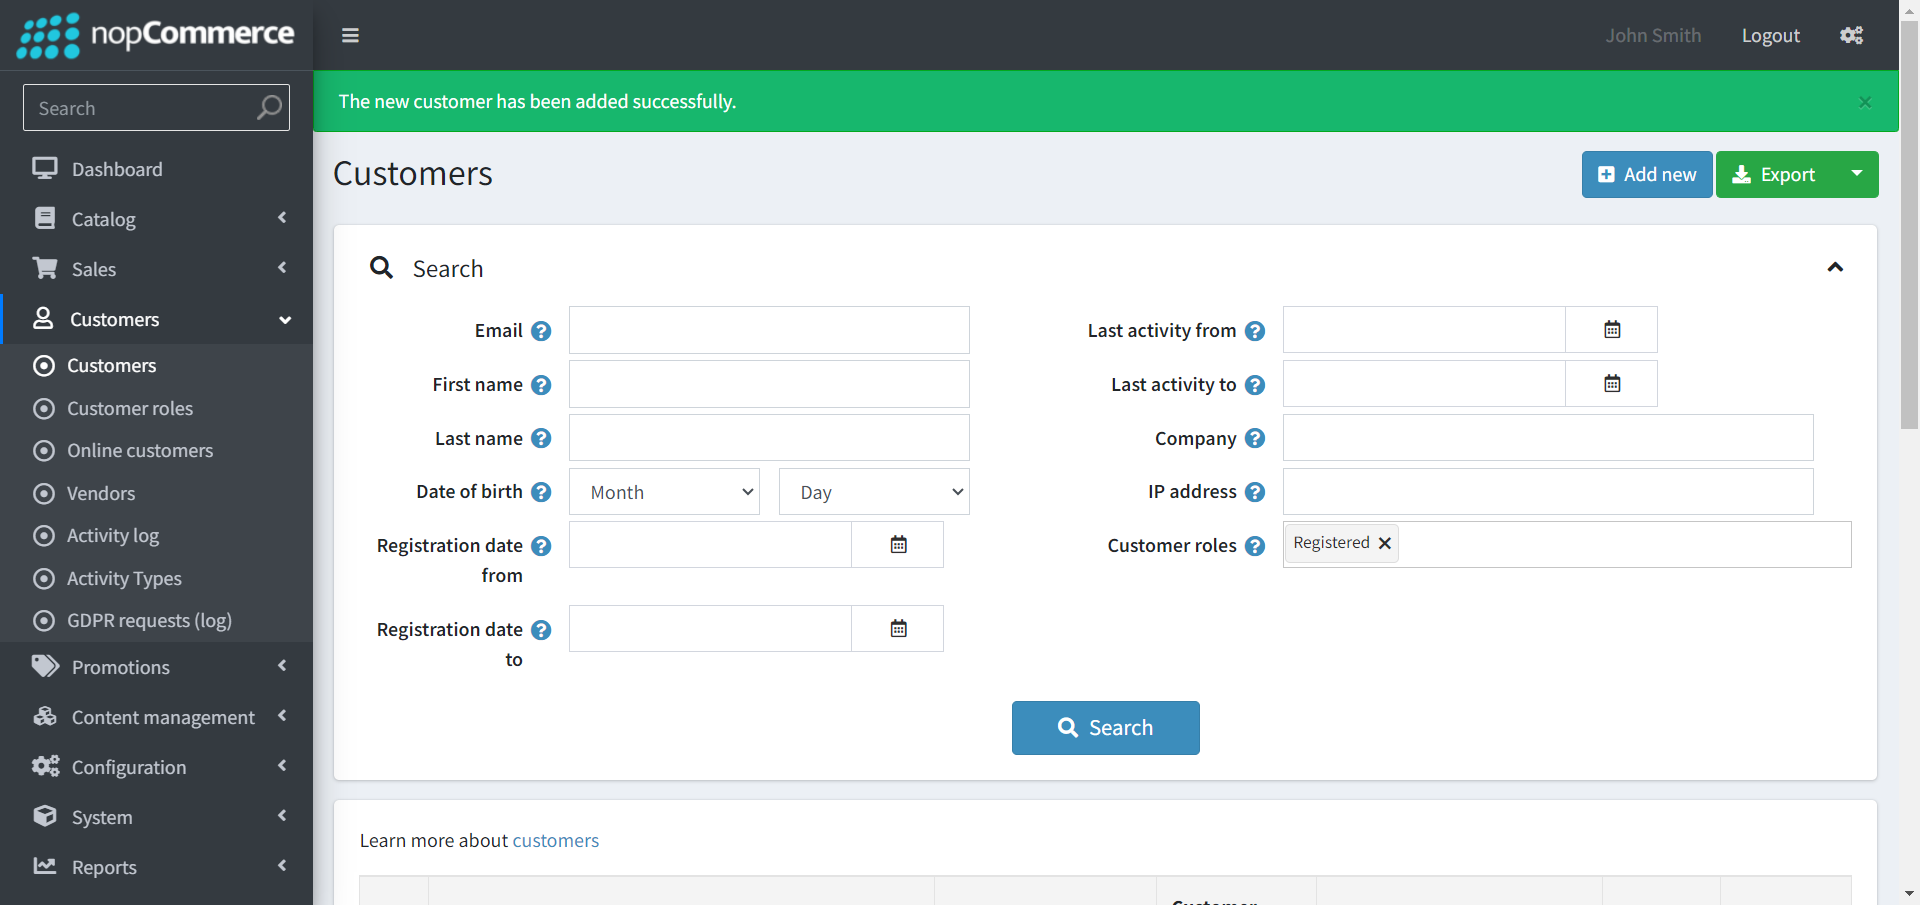 nopCommerce
John Smith
Logout
Search
The new customer has been added successfully.
Dashboard
Catalog
Sales
Customers
Customers
Customer roles
Online customers
Vendors
Activity log
Activity Types
GDPR requests (log)
Promotions
Content management
Configuration
System
Reports
Customers
Add new
Export
Search
Email
First name
Last name
Date of birth
Month
Day
Registration date
from
Registration date
to
Last activity from
Last activity to
Company
IP address
Customer roles
Registered
Search
Learn more about customers
Customer